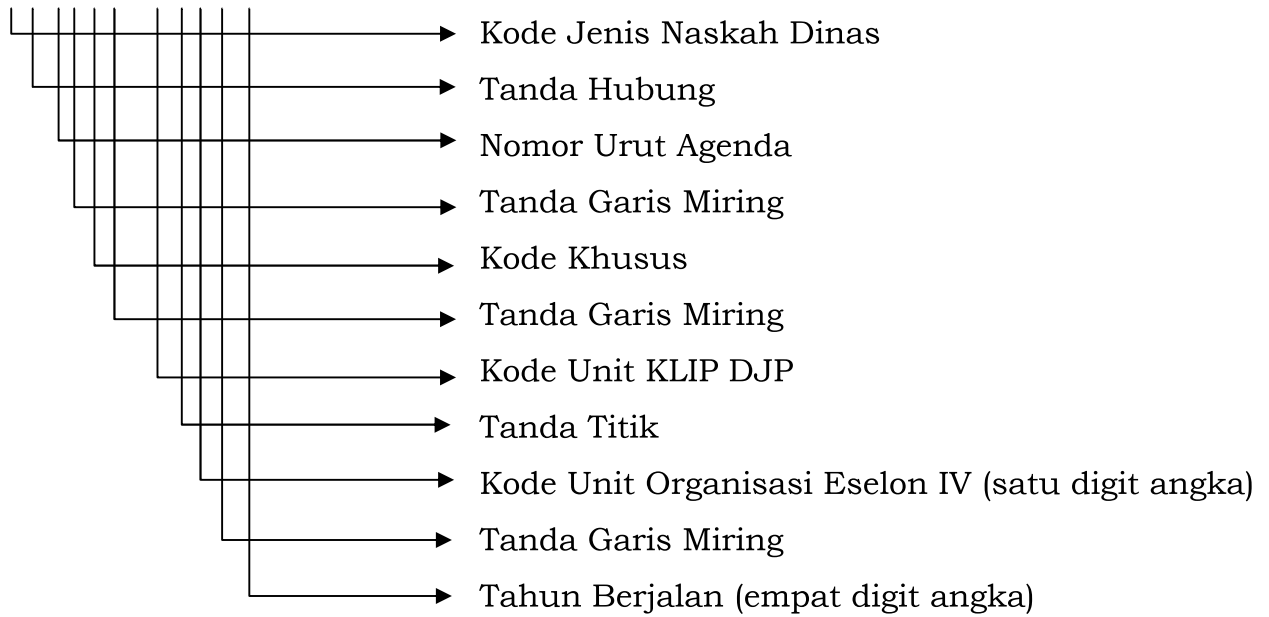 Kode Jenis Naskah Dinas
Tanda Hubung
Nomor Urut Agenda
Tanda Garis Miring
Kode Khusus
Tanda Garis Miring
Kode Unit KLIP DJP
Tanda Titik
Kode Unit Organisasi Eselon IV (satu digit angka)
Tanda Garis Miring
Tahun Berjalan (empat digit angka)